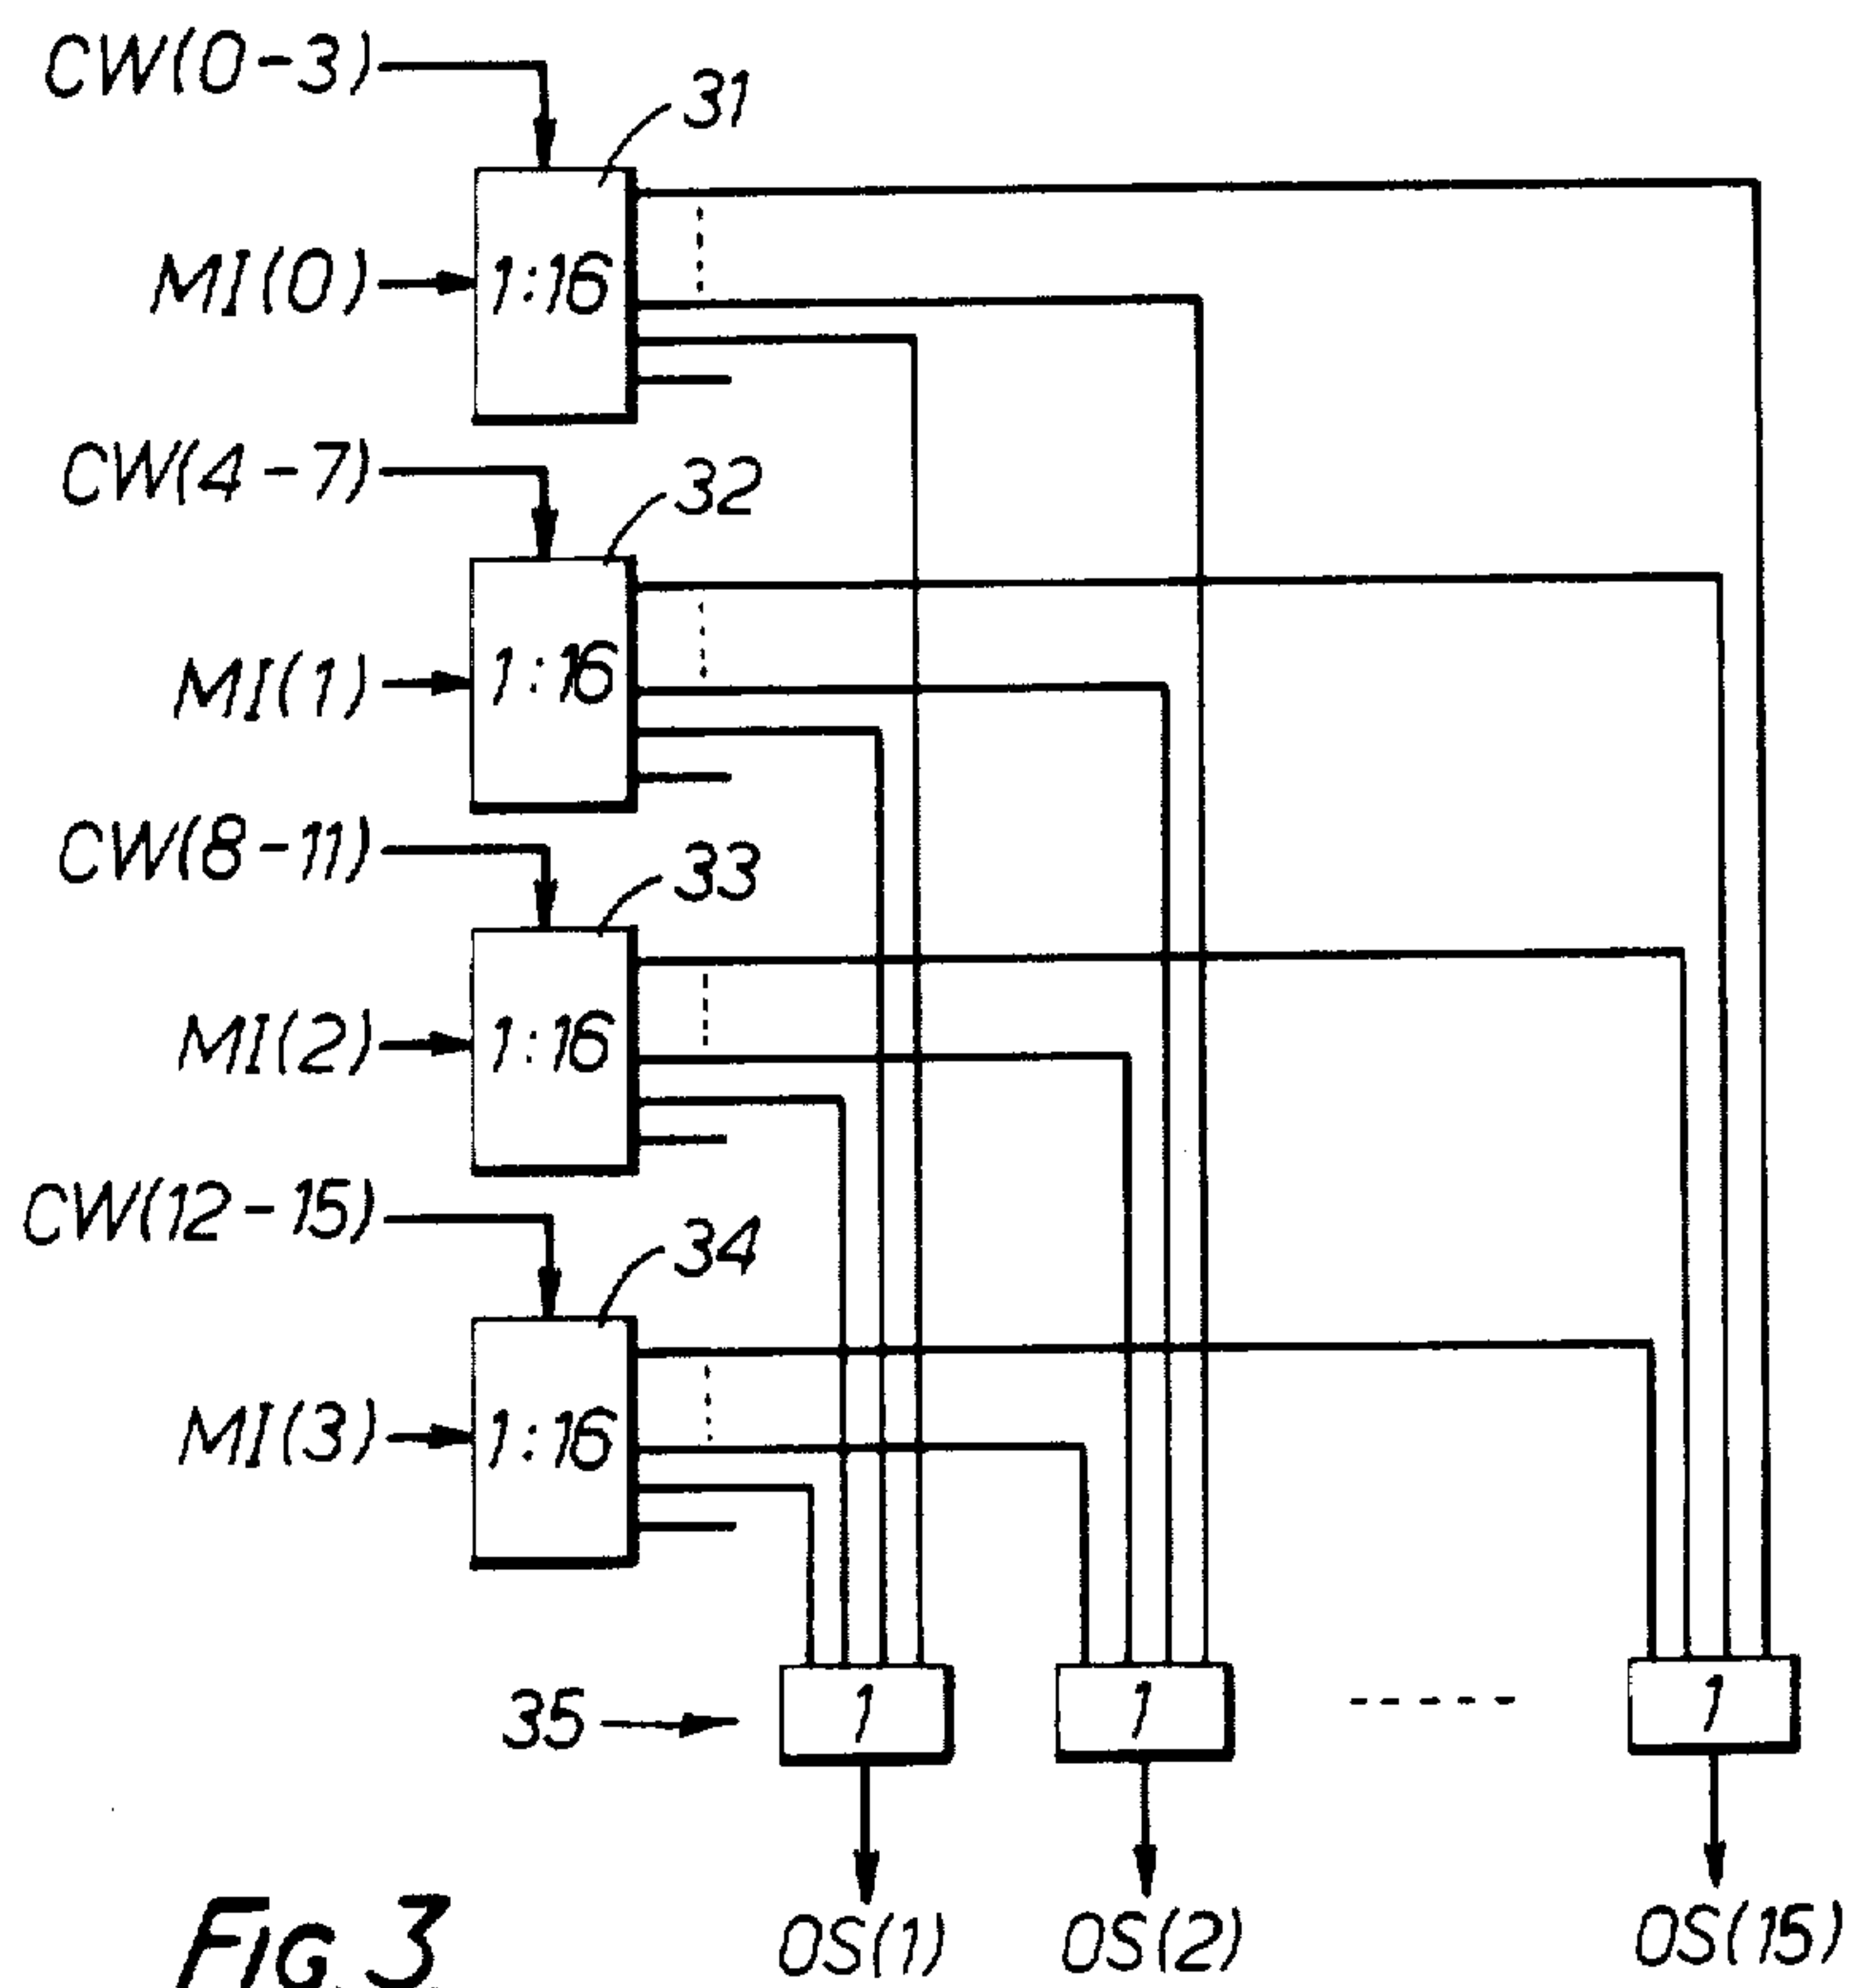 CW(0-3)
31
MI(0)
1:16
CW(4-7)
32
MI(1)
1:16
CW(8-11)
33
MI(2)
1:16
CW(12-15)
34
MI(3)
1:16
35
1
1
1
OS(1)
OS(2)
OS(15)
FIG. 3